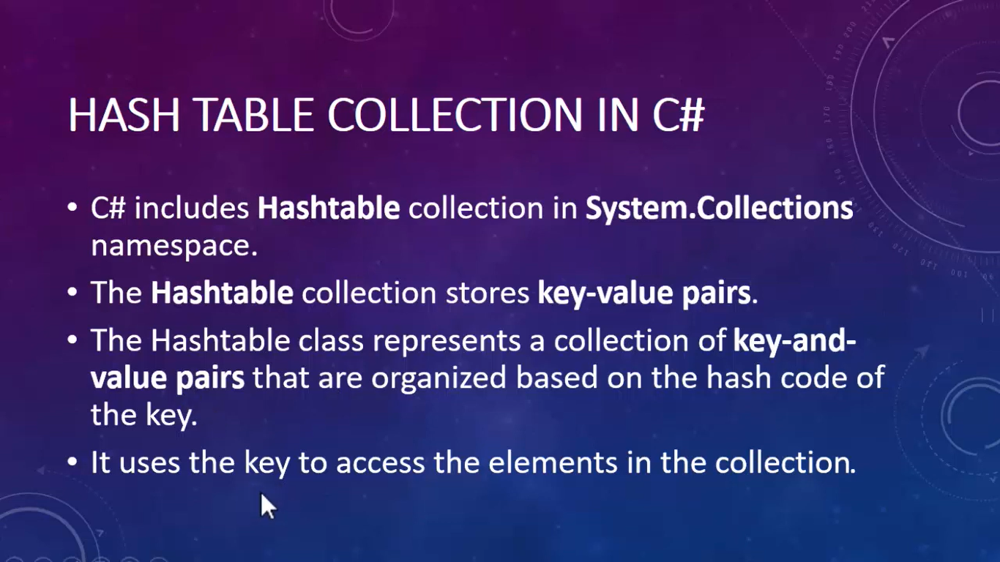 HASH TABLE COLLECTION IN C#
• C# includes Hashtable collection in System.Collections
namespace.
• The Hashtable collection stores key-value pairs.
• The Hashtable class represents a collection of key-and-
value pairs that are organized based on the hash code of
the key.
• It uses the key to access the elements in the collection.